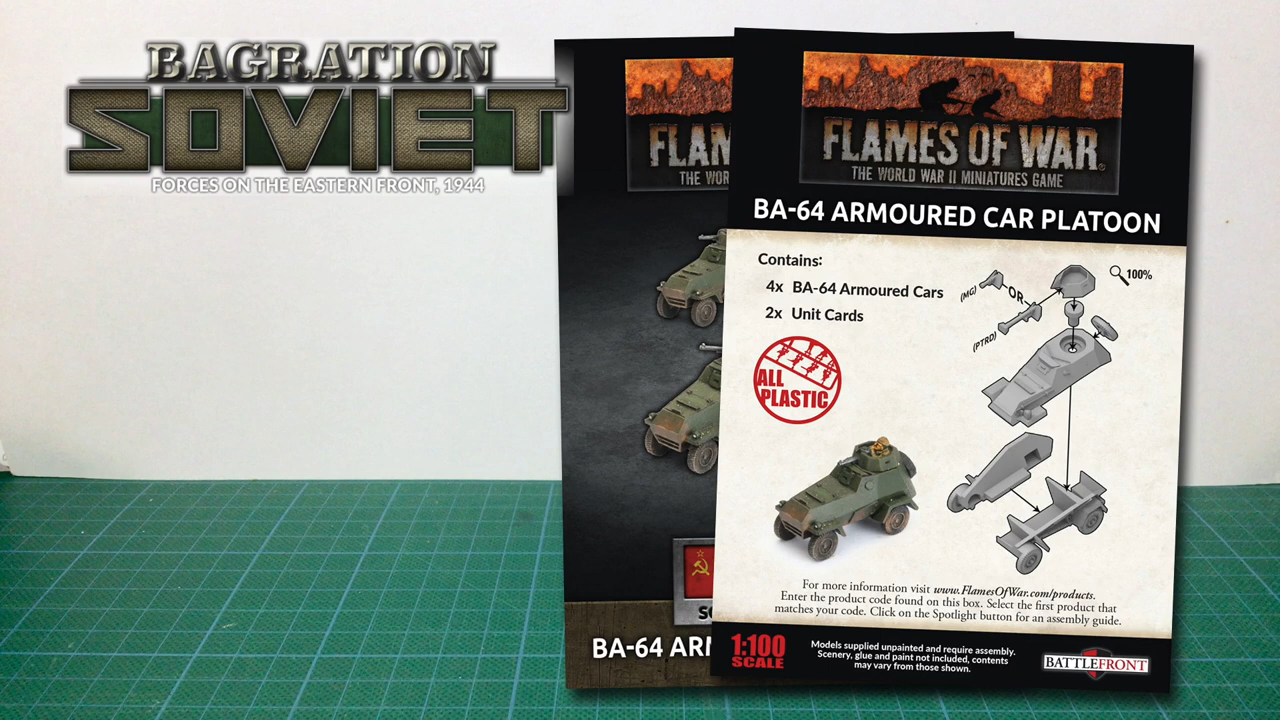 BAGRATION
SOVIET
FORCES ON THE EASTERN FRONT, 1944
FLAMES OF WAR
THE WORLD WAR II MINIATURES GAME
BA-64 ARMOURED CAR PLATOON
Contains:
4x BA-64 Armoured Cars
2x Unit Cards
ALL
PLASTIC
(MG)
OR
(PTRD)
100%
For more information visit www.FlamesOfWar.com/products.
Enter the product code found on this box. Select the first product that
matches your code. Click on the Spotlight button for an assembly guide.
1:100
SCALE
Models supplied unpainted and require assembly.
Scenery, glue and paint not included, contents
may vary from those shown.
BATTLEFRONT
FLAM
THE WOR
SO
BA-64 ARM